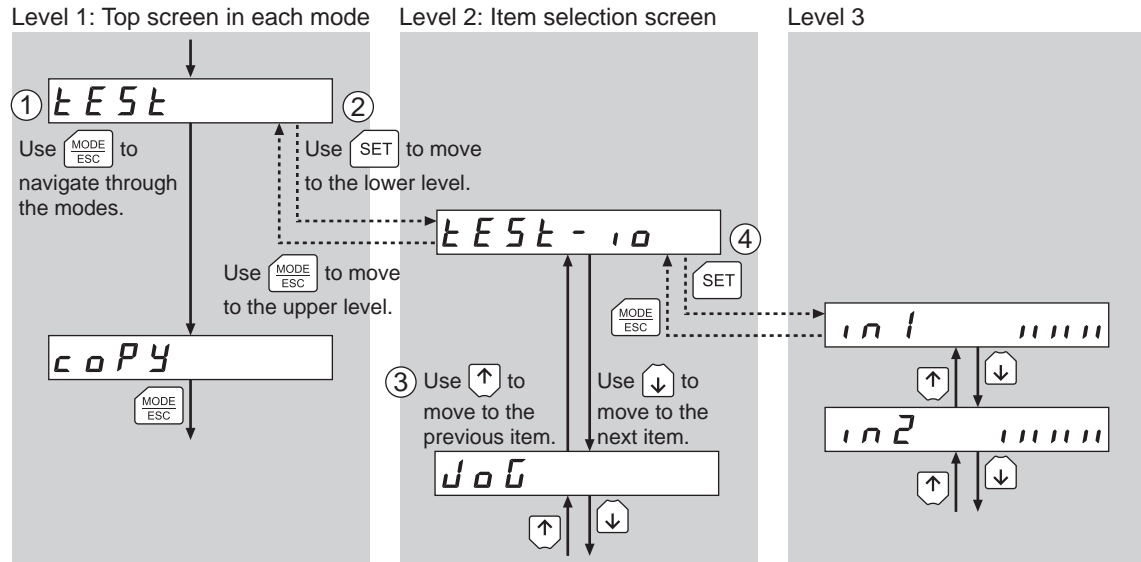 Level 1: Top screen in each mode
Level 2: Item selection screen
Level 3
① tESt ②
Use MODE ESC to
navigate through
the modes.
Use SET to move
to the lower level.
tESt-io ④
Use MODE ESC to move
to the upper level.
SET
MODE
ESC
in1 ıııııı
coPY
MODE
ESC
③ Use ↑ to
move to the
previous item.
Use ↓ to
move to the
next item.
↑ ↓
in2 ıııııı
JoG
↑ ↓
↑ ↓